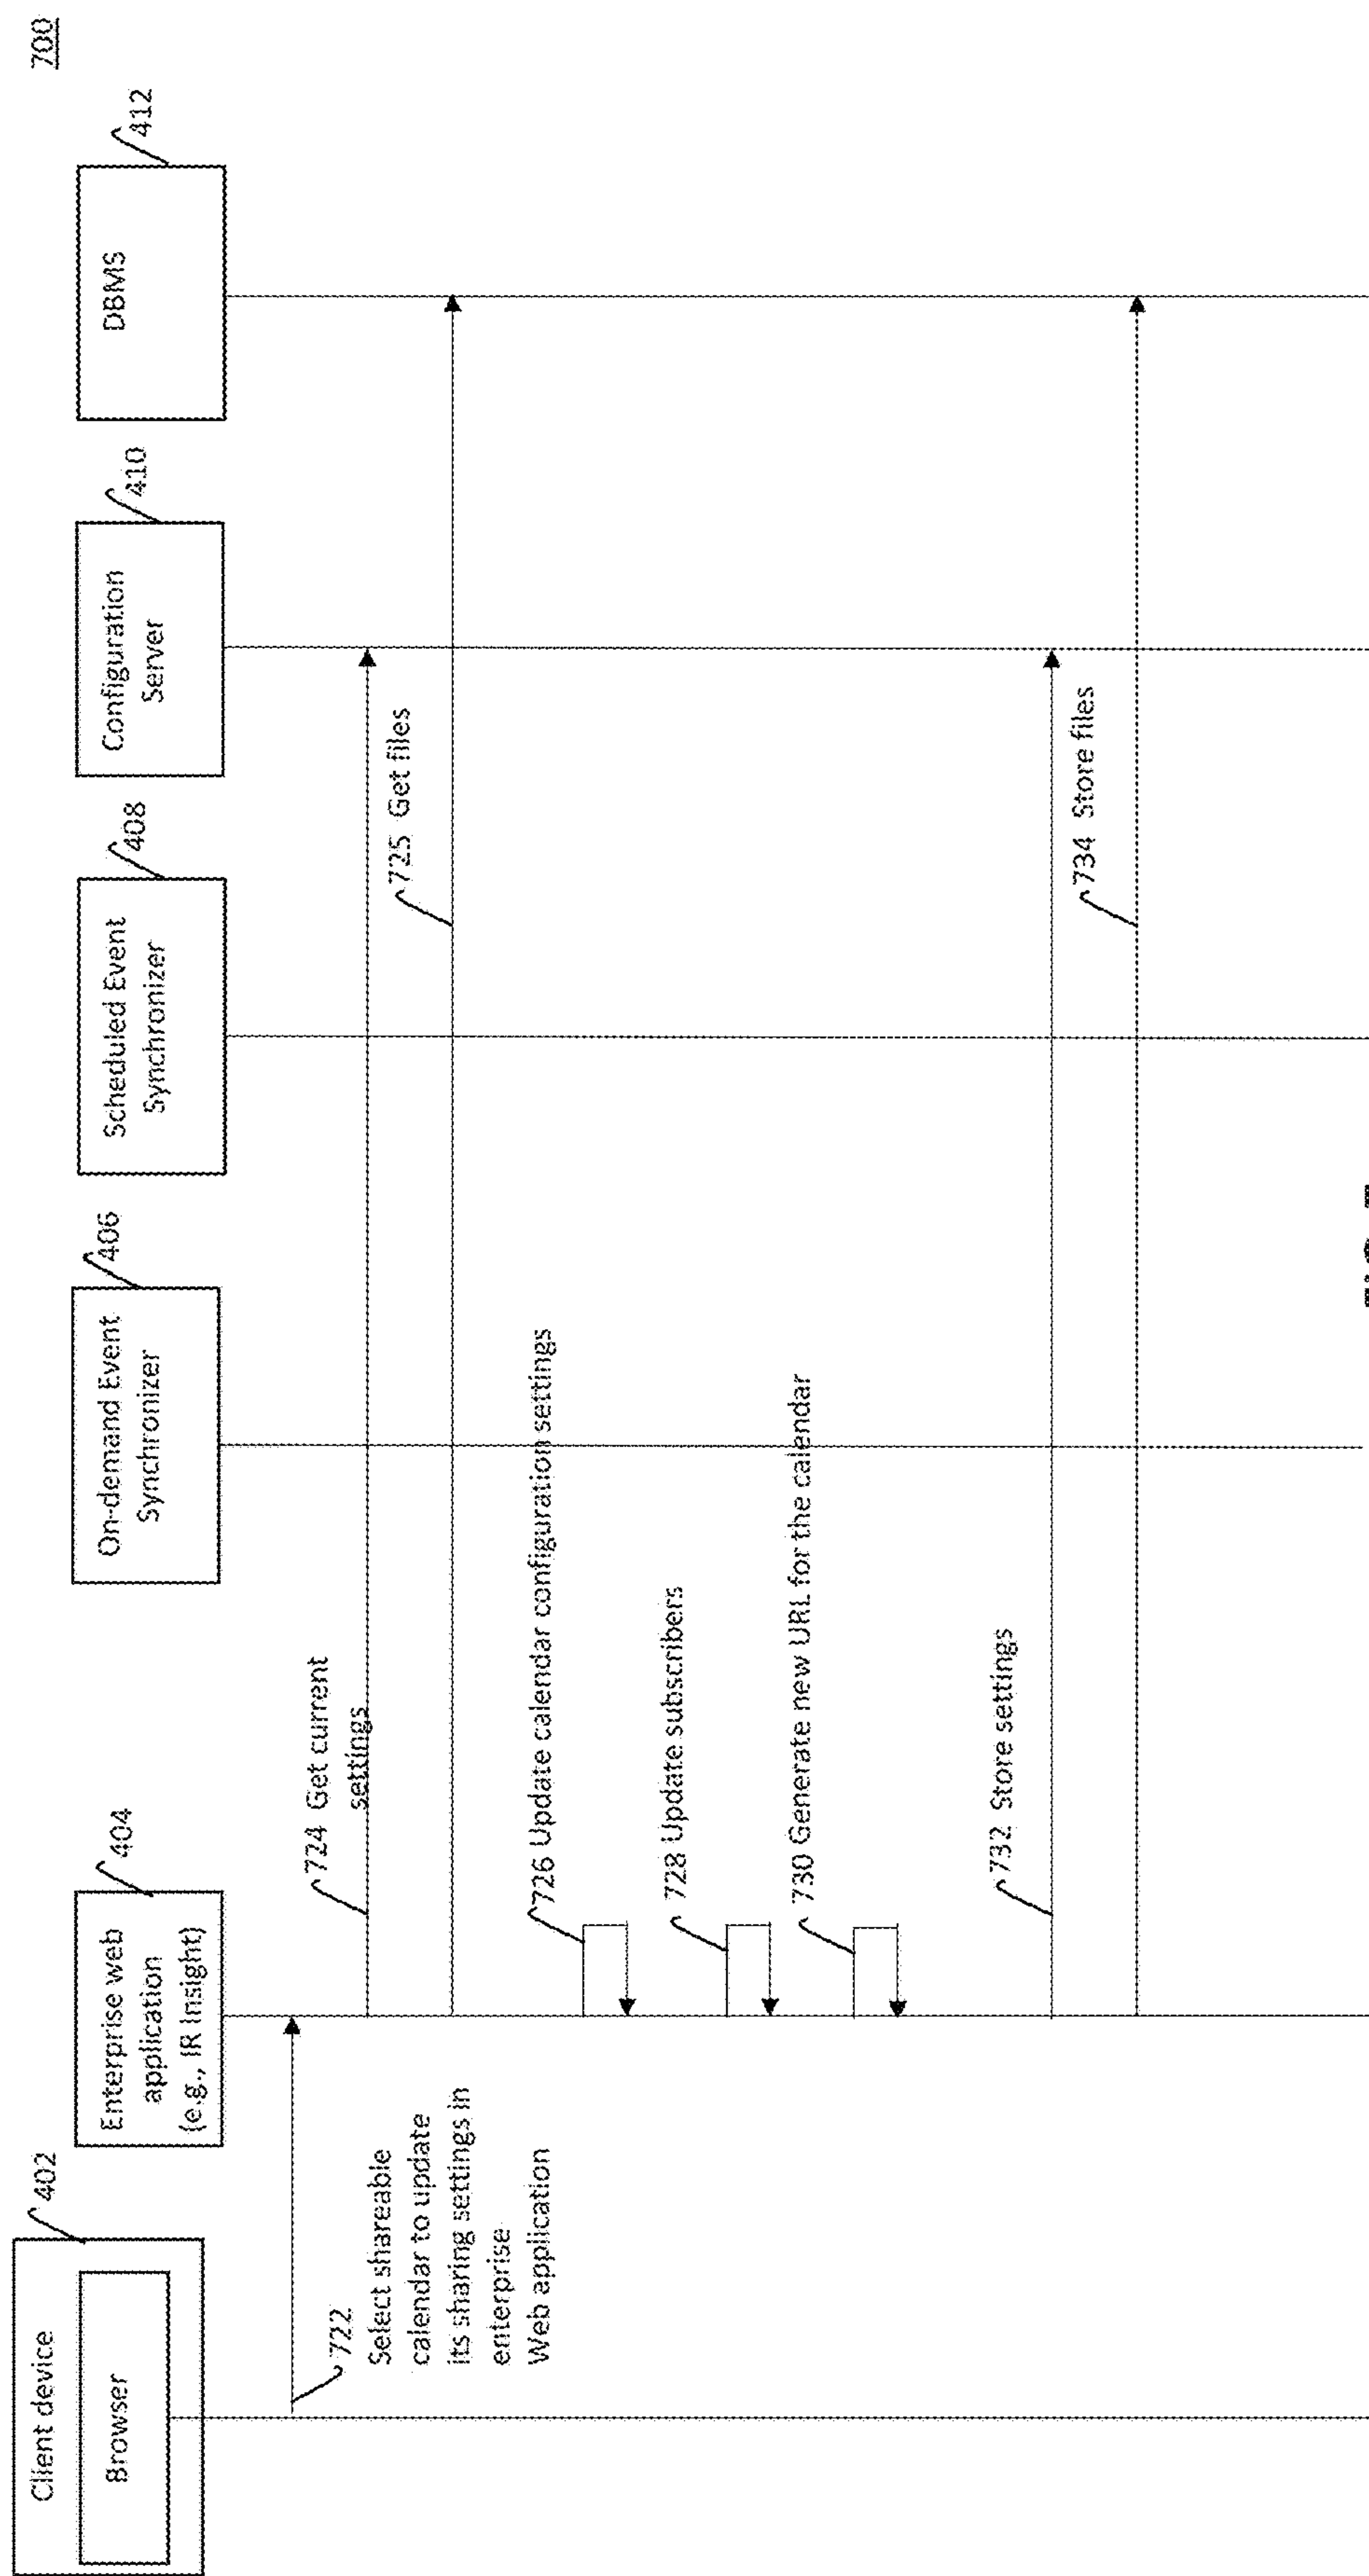 700
Client device
Browser
402
Enterprise web
application
(e.g., IR Insight)
404
On-demand Event
Synchronizer
406
Scheduled Event
Synchronizer
408
Configuration
Server
410
DBMS
412
722
Select shareable
calendar to update
its sharing settings in
enterprise
Web application
724 Get current
settings
725 Get files
726 Update calendar configuration settings
728 Update subscribers
730 Generate new URL for the calendar
732 Store settings
734 Store files